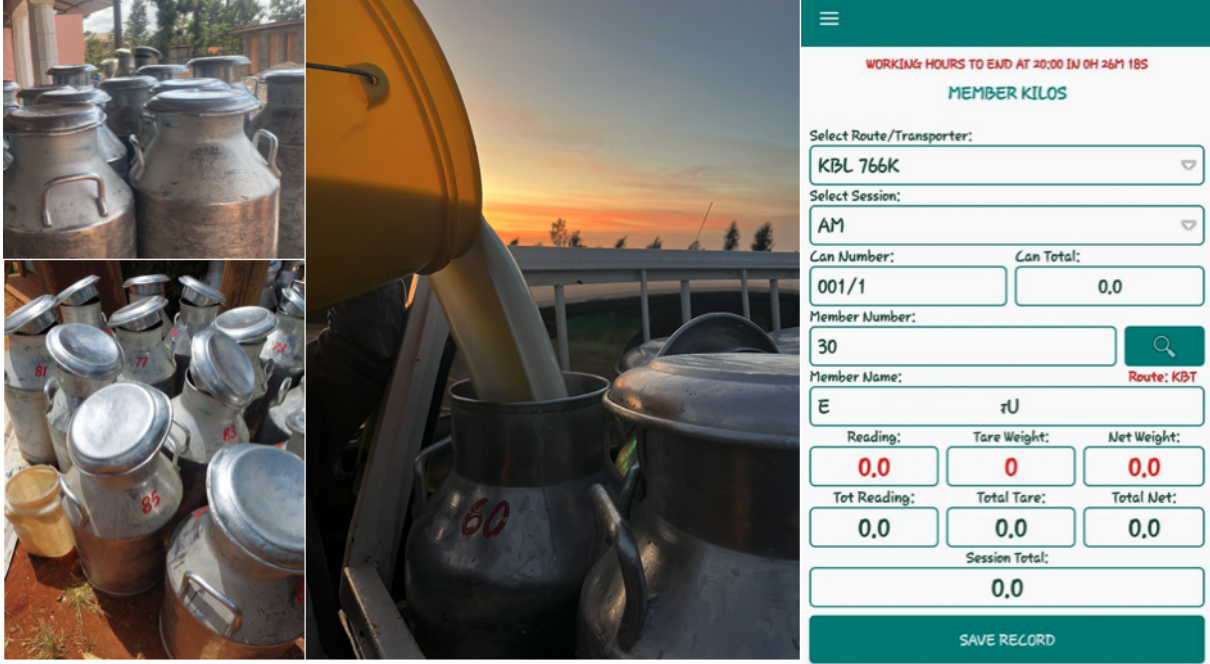 81
77
73
83
85
60
WORKING HOURS TO END AT 20:00 IN 0H 26M 18S
MEMBER KILOS
Select Route/Transporter:
KBL 766K
Select Session:
AM
Can Number: Can Total:
001/1 0.0
Member Number:
30
Member Name: Route: KBT
E U
Reading: Tare Weight: Net Weight:
0.0 0 0.0
Tot Reading: Total Tare: Total Net:
0.0 0.0 0.0
Session Total:
0.0
SAVE RECORD